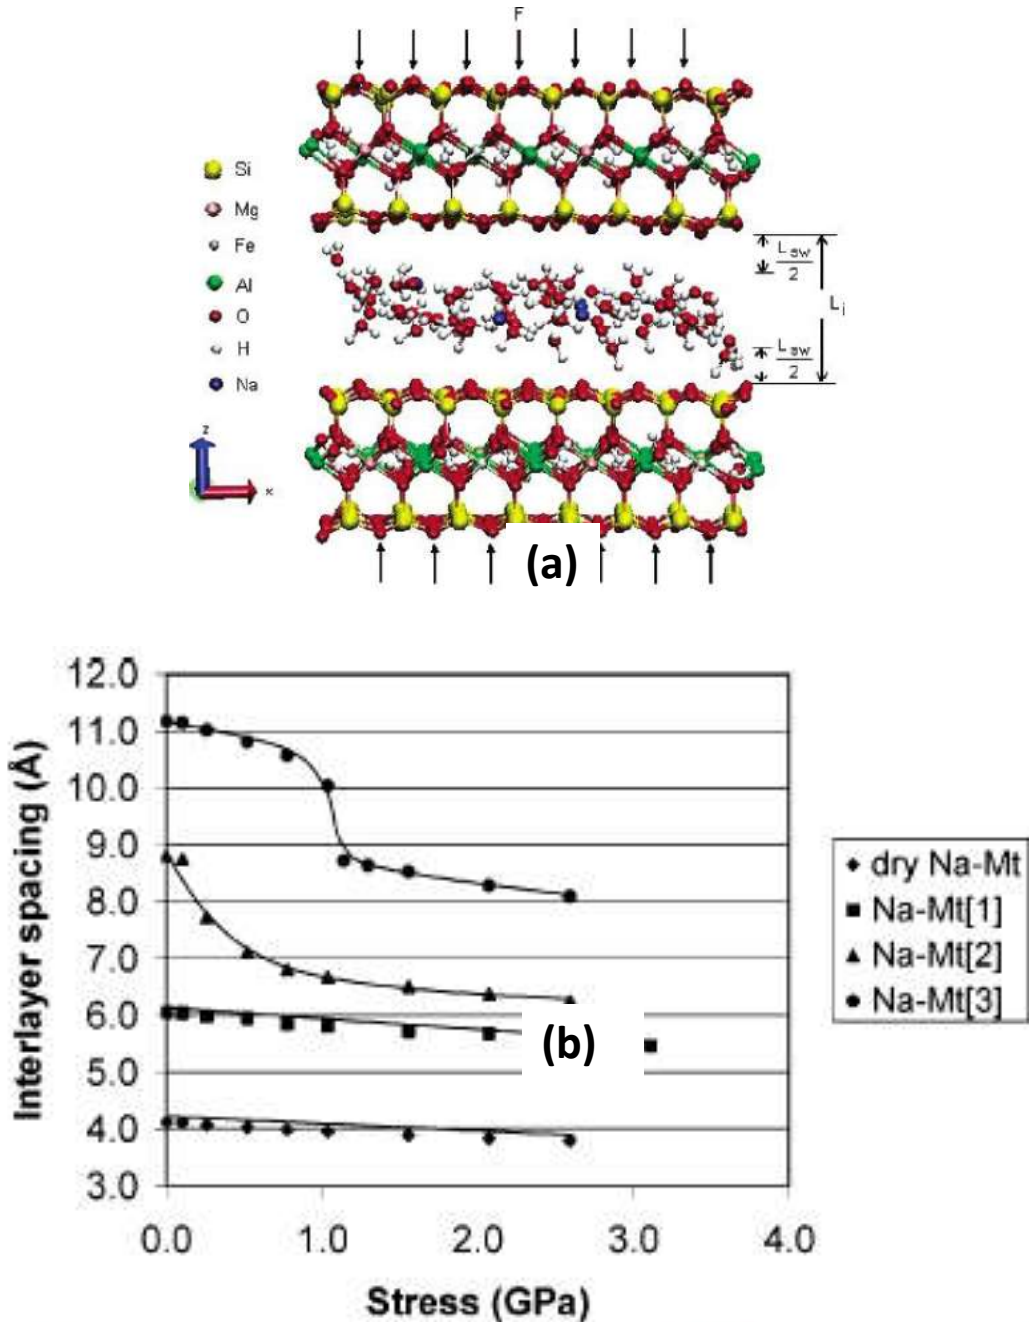 F
Si
Mg
Fe
Al
O
H
Na
L_sw
2
L_i
L_sw
2
z
x
(a)
12.0
11.0
10.0
9.0
8.0
7.0
6.0
5.0
4.0
3.0
Interlayer spacing (Å)
0.0 1.0 2.0 3.0 4.0
Stress (GPa)
(b)
dry Na-Mt
Na-Mt[1]
Na-Mt[2]
Na-Mt[3]